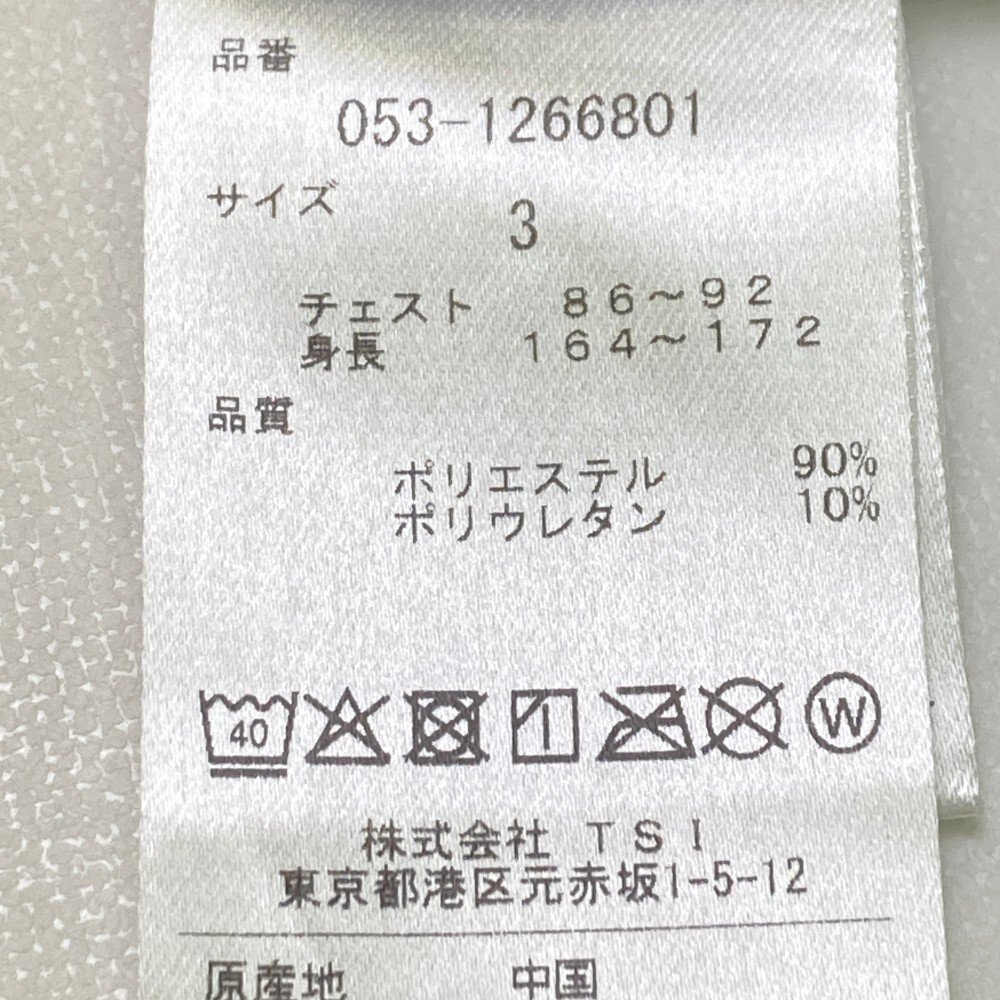 品番
053-1266801
サイズ
3
チェスト 86～92
身長 164～172
品質
ポリエステル 90%
ポリウレタン 10%
40 W
株式会社 TSI
東京都港区元赤坂1-5-12
原産地 中国